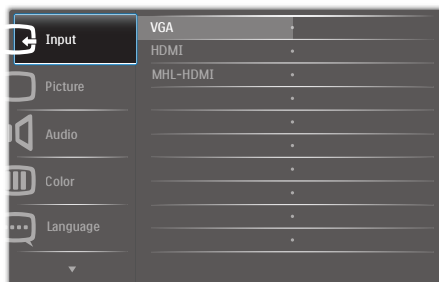 Input
Picture
Audio
Color
Language
VGA
HDMI
MHL-HDMI